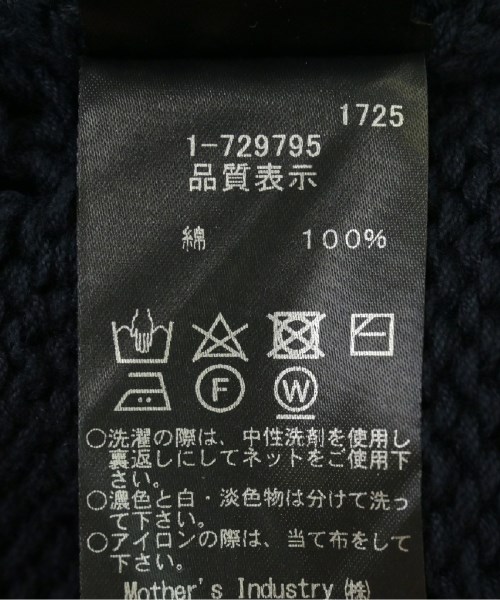 1725
1-729795
品質表示
綿 100%
F W
○洗濯の際は、中性洗剤を使用し
裏返しにしてネットをご使用下
さい。
○濃色と白・淡色物は分けて洗っ
て下さい。
○アイロンの際は、当て布をして
下さい。
Mother's Industry ㈱